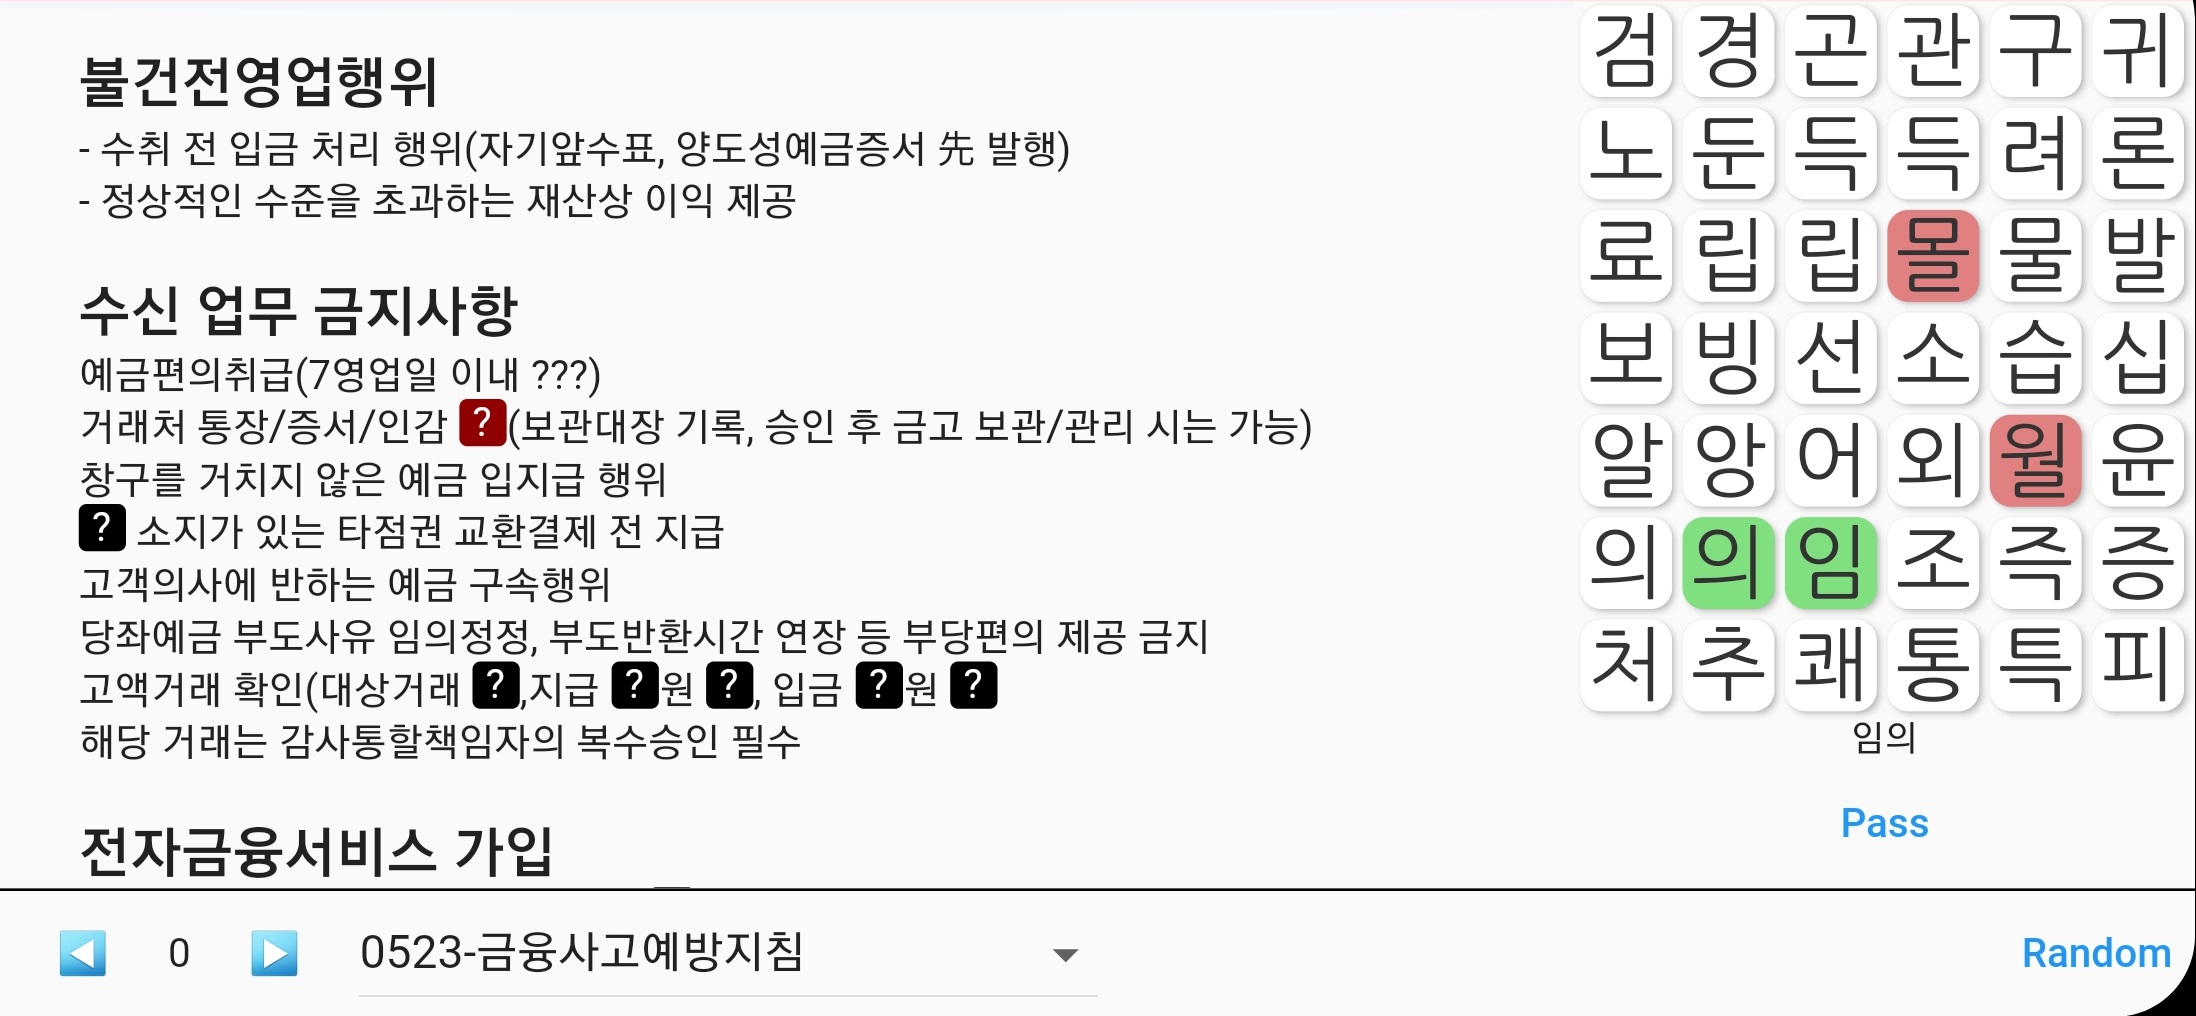 불건전영업행위
- 수취 전 입금 처리 행위(자기앞수표, 양도성예금증서 先 발행)
- 정상적인 수준을 초과하는 재산상 이익 제공
수신 업무 금지사항
예금편의취급(7영업일 이내 ???)
거래처 통장/증서/인감 ?(보관대장 기록, 승인 후 금고 보관/관리 시는 가능)
창구를 거치지 않은 예금 입지급 행위
? 소지가 있는 타점권 교환결제 전 지급
고객의사에 반하는 예금 구속행위
당좌예금 부도사유 임의정정, 부도반환시간 연장 등 부당편의 제공 금지
고액거래 확인(대상거래 ?,지급 ?원 ?, 입금 ?원 ?
해당 거래는 감사통할책임자의 복수승인 필수
전자금융서비스 가입
검 경 곤 관 구 귀
노 둔 득 득 려 론
료 립 립 몰 물 발
보 빙 선 소 습 십
알 앙 어 외 월 윤
의 의 임 조 즉 증
처 추 쾌 통 특 피
임의
Pass
0
0523-금융사고예방지침
Random